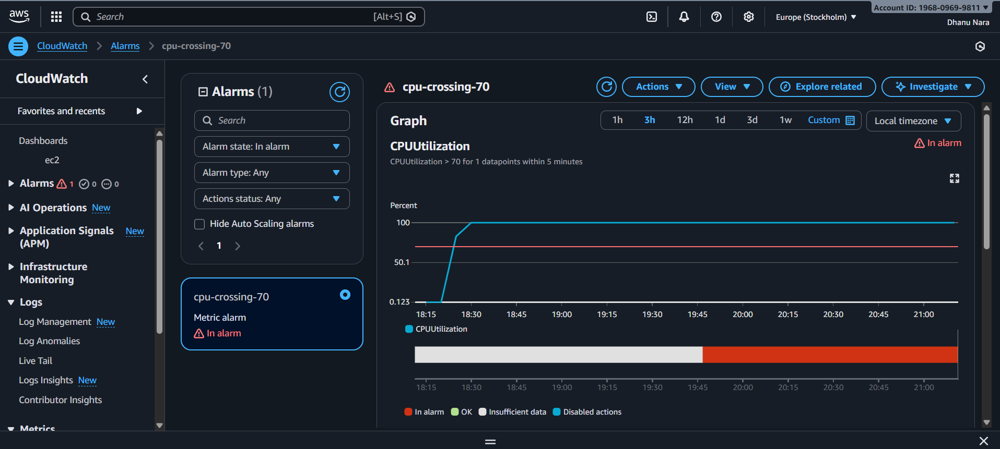 aws
Search
[Alt+S]
Europe (Stockholm)
Account ID: 1968-0969-9811
Dhanu Nara
CloudWatch
Alarms
cpu-crossing-70
CloudWatch
Favorites and recents
Dashboards
ec2
Alarms 1 0 0
AI Operations New
Application Signals New
(APM)
Infrastructure
Monitoring
Logs
Log Management New
Log Anomalies
Live Tail
Logs Insights New
Contributor Insights
Metrics
Alarms (1)
Search
Alarm state: In alarm
Alarm type: Any
Actions status: Any
Hide Auto Scaling alarms
1
cpu-crossing-70
Metric alarm
In alarm
cpu-crossing-70
Actions
View
Explore related
Investigate
Graph
1h 3h 12h 1d 3d 1w Custom
Local timezone
CPUUtilization
In alarm
CPUUtilization > 70 for 1 datapoints within 5 minutes
Percent
100
50.1
0.123
18:15 18:30 18:45 19:00 19:15 19:30 19:45 20:00 20:15 20:30 20:45 21:00
CPUUtilization
18:15 18:30 18:45 19:00 19:15 19:30 19:45 20:00 20:15 20:30 20:45 21:00
In alarm OK Insufficient data Disabled actions